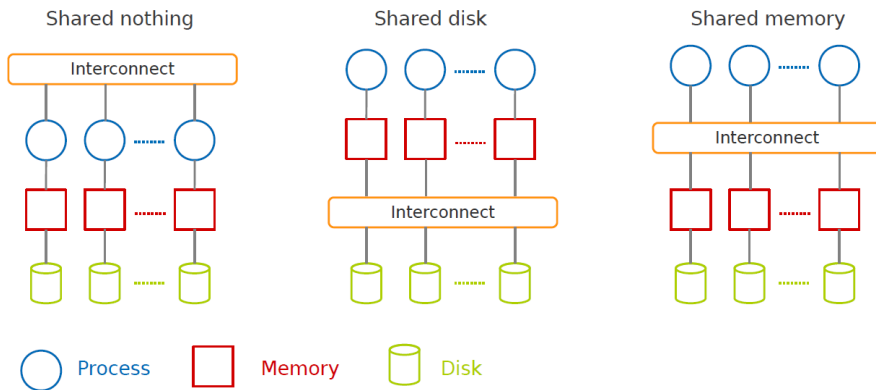 Shared nothing
Shared disk
Shared memory
Interconnect
Interconnect
Interconnect
Process
Memory
Disk